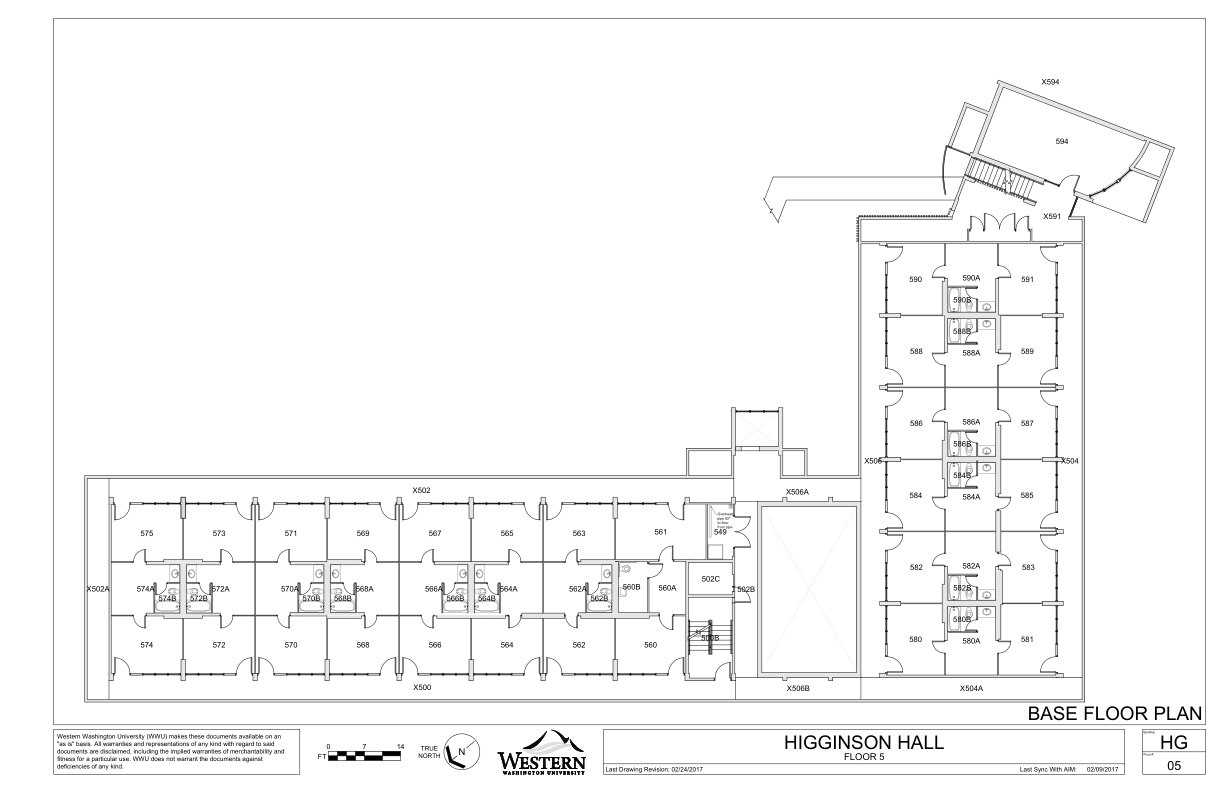 X594
594
X591
590
590A
591
590B
588B
588
588A
589
586
586A
587
586B
X506
X504
584B
584
584A
585
X502
X506A
Overhead
pipe 92"
to floor
from pipe
549
575
573
571
569
567
565
563
561
582
582A
583
502C
X502A
574A
574B
572B
572A
570A
570B
568B
568A
566A
566B
564B
564A
562A
562B
560B
560A
502B
582B
580B
574
572
570
568
566
564
562
560
500B
580
580A
581
X500
X506B
X504A
BASE FLOOR PLAN
Western Washington University (WWU) makes these documents available on an
"as is" basis. All warranties and representations of any kind with regard to said
documents are disclaimed, including the implied warranties of merchantability and
fitness for a particular use. WWU does not warrant the documents against
deficiencies of any kind.
FT
0 7 14
TRUE
NORTH
N
WESTERN
WASHINGTON UNIVERSITY
HIGGINSON HALL
FLOOR 5
Last Drawing Revision: 02/24/2017
Last Sync With AIM: 02/09/2017
Building
HG
Floor#
05